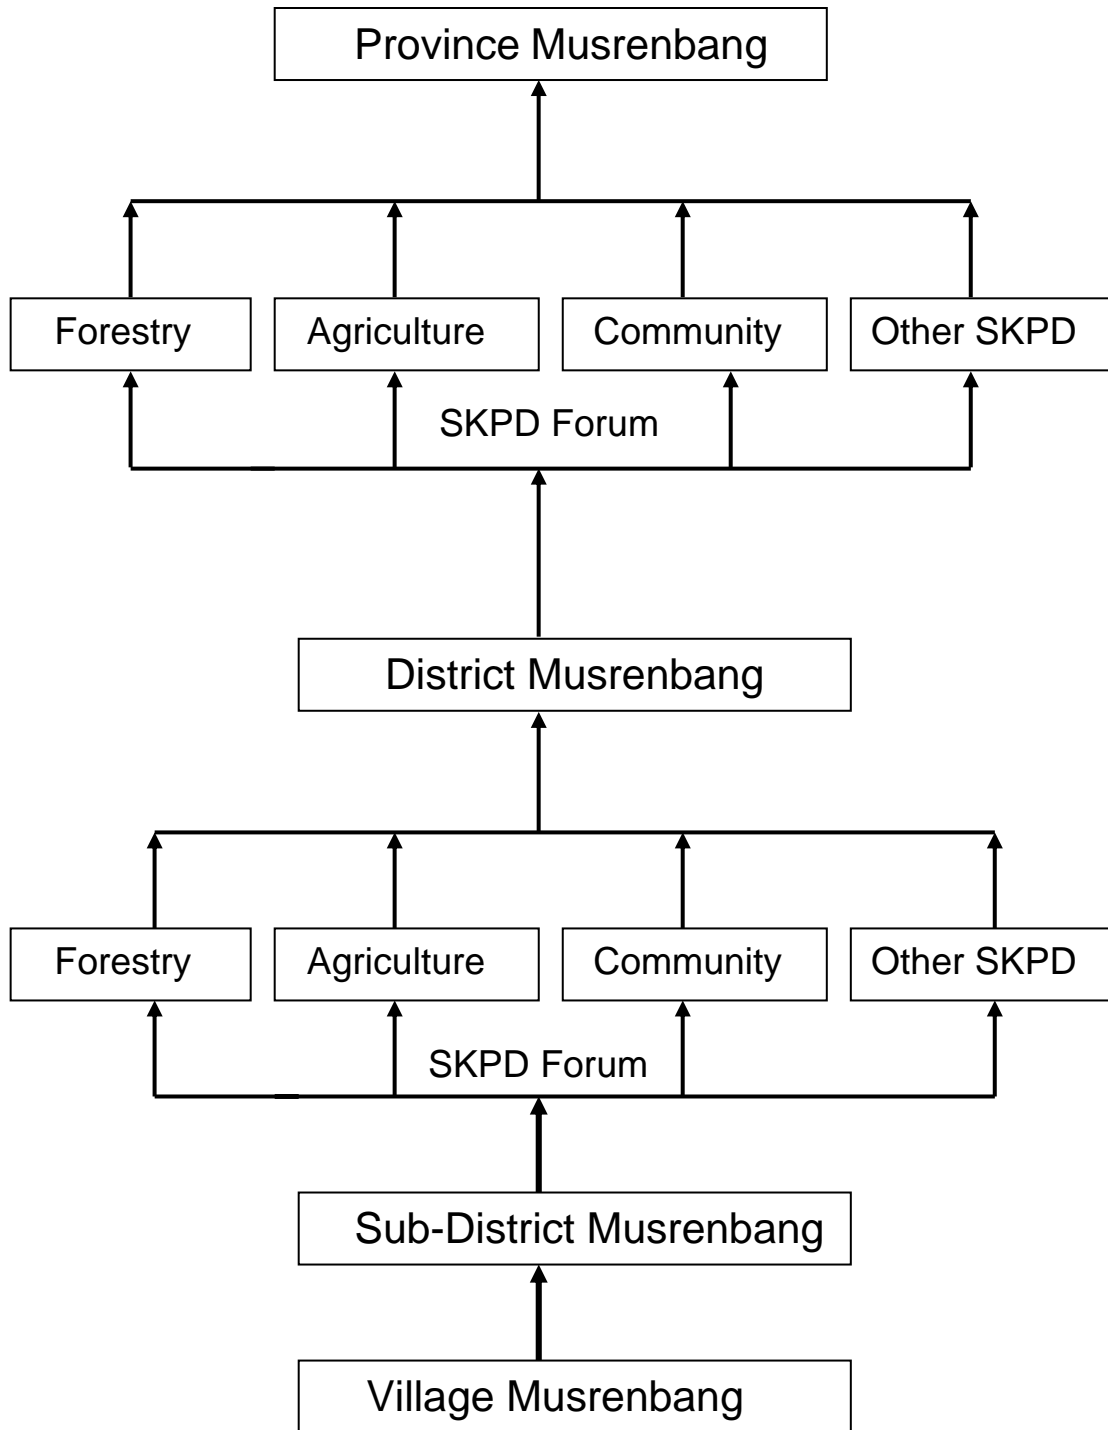 Province Musrenbang
Forestry
Agriculture
Community
Other SKPD
SKPD Forum
District Musrenbang
Forestry
Agriculture
Community
Other SKPD
SKPD Forum
Sub-District Musrenbang
Village Musrenbang